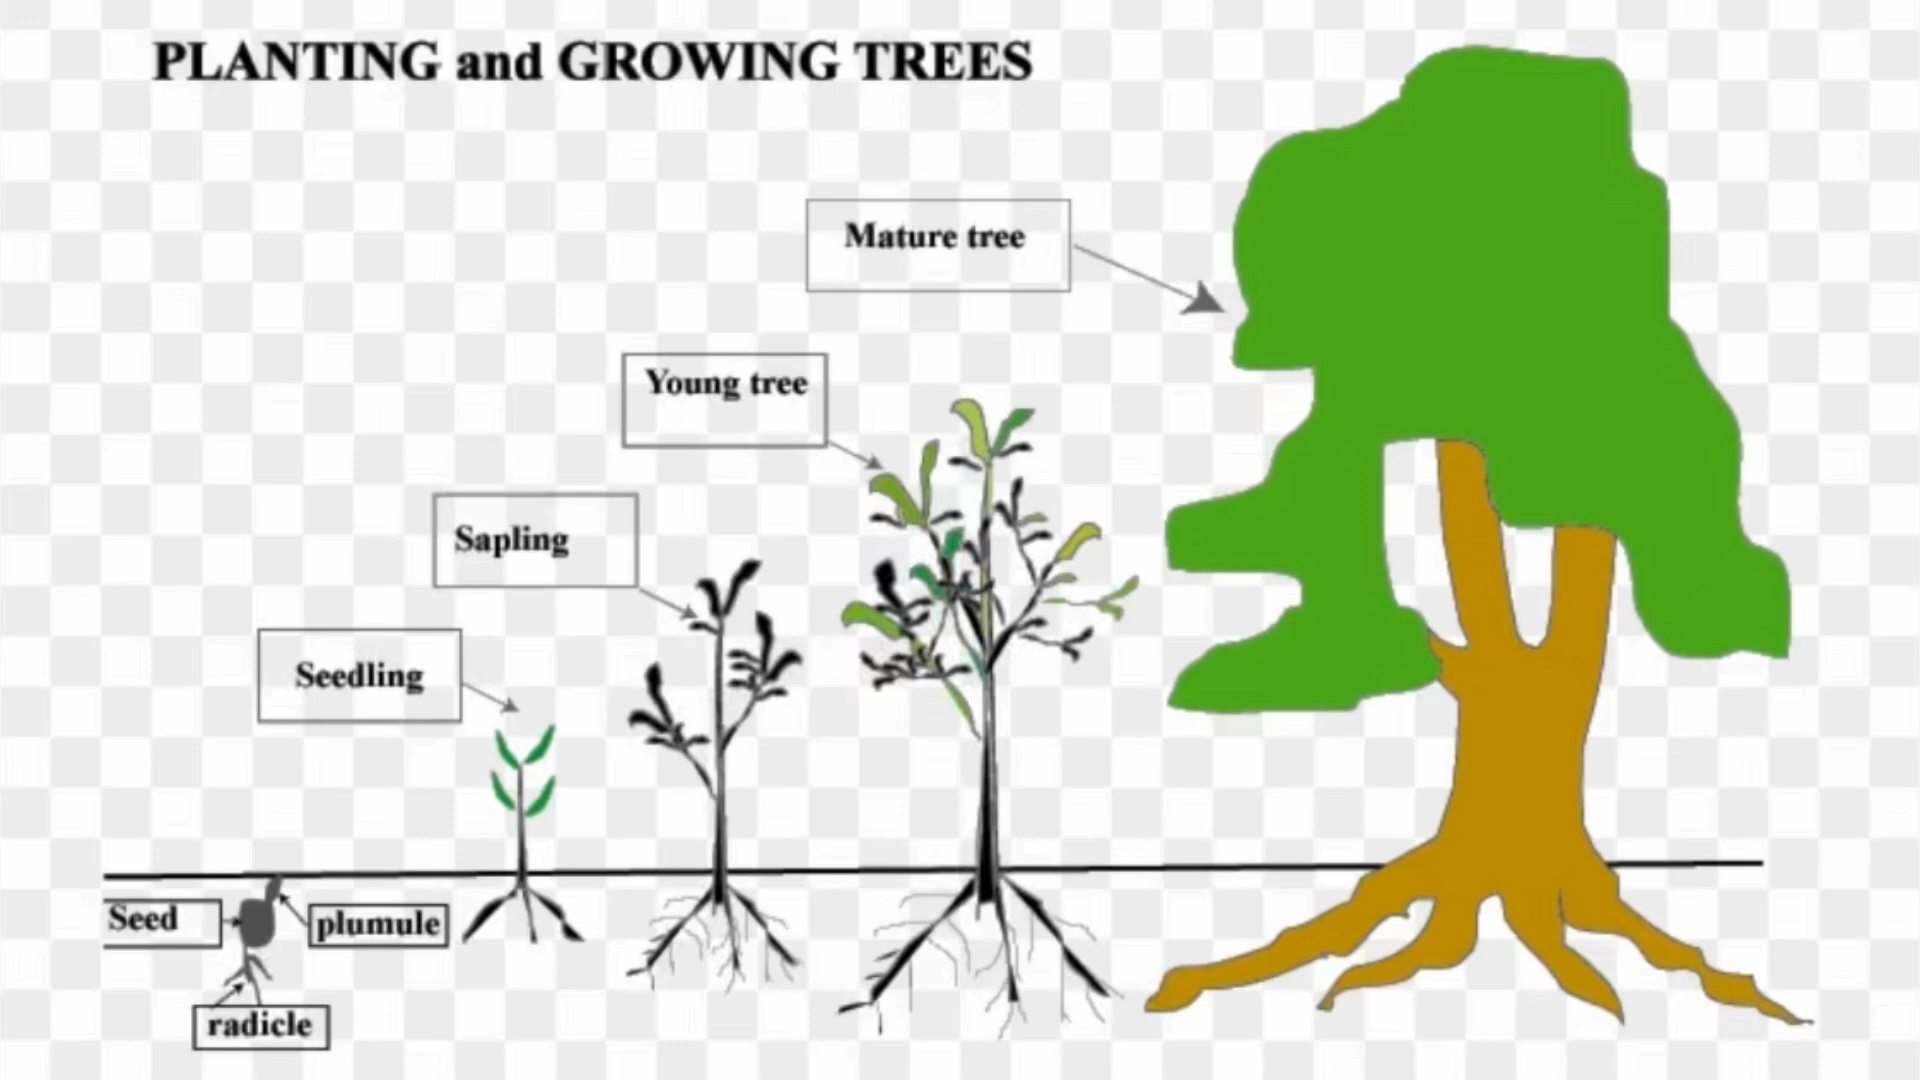 PLANTING and GROWING TREES
Mature tree
Young tree
Sapling
Seedling
Seed
plumule
radicle